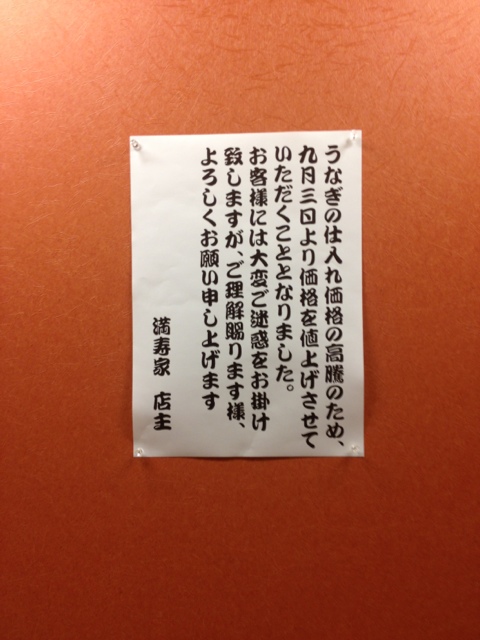 うなぎの仕入れ価格の高騰のため、
九月三日より価格を値上げさせて
いただくこととなりました。
お客様には大変ご迷惑をお掛け
致しますが、ご理解賜ります様、
よろしくお願い申し上げます
満寿家 店主